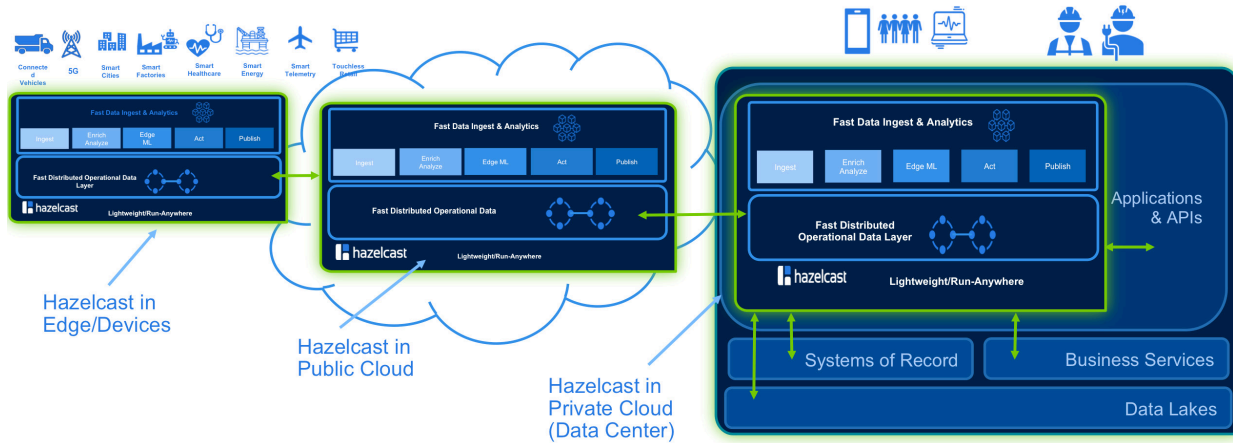 Connecte
d
Vehicles
5G
Smart
Cities
Smart
Factories
Smart
Healthcare
Smart
Energy
Smart
Telemetry
Touchless
Retail
Fast Data Ingest & Analytics
Ingest
Enrich
Analyze
Edge
ML
Act
Publish
Fast Distributed Operational Data
Layer
hazelcast
Lightweight/Run-Anywhere
Hazelcast in
Edge/Devices
Fast Data Ingest & Analytics
Ingest
Enrich
Analyze
Edge ML
Act
Publish
Fast Distributed Operational Data
hazelcast
Lightweight/Run-Anywhere
Hazelcast in
Public Cloud
Fast Data Ingest & Analytics
Ingest
Enrich
Analyze
Edge ML
Act
Publish
Fast Distributed
Operational Data Layer
hazelcast
Lightweight/Run-Anywhere
Applications
& APIs
Systems of Record
Business Services
Data Lakes
Hazelcast in
Private Cloud
(Data Center)